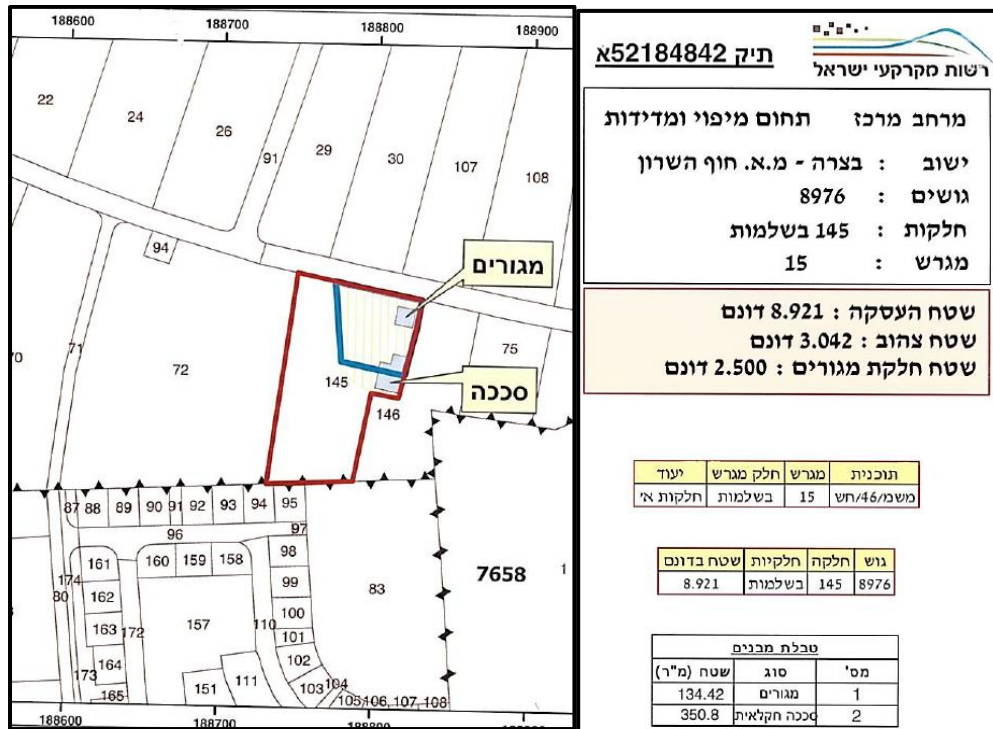 188600 188700 188800 188900
22
24
26
91
29
30
107
108
94
מגורים
71
72
75
145
146
סככה
87 88 89 90 91 92 93 94 95
96
97
161 160 159 158 98
174 99 83
80 162
163 172 157 110 100
101
164 102
173 151 111 103 104
165 105 106, 107, 108
7658
188600 188700
תיק 52184842א
רשות מקרקעי ישראל
מרחב מרכז תחום מיפוי ומדידות
ישוב : בצרה - מ.א. חוף השרון
גושים : 8976
חלקות : 145 בשלמות
מגרש : 15
שטח העסקה : 8.921 דונם
שטח צהוב : 3.042 דונם
שטח חלקת מגורים : 2.500 דונם
תוכנית מגרש חלק מגרש יעוד
משמ/46/חש 15 בשלמות חלקות א'
גוש חלקה חלקיות שטח בדונם
8976 145 בשלמות 8.921
טבלת מבנים
מס' סוג שטח (מ"ר)
1 מגורים 134.42
2 סככה חקלאית 350.8